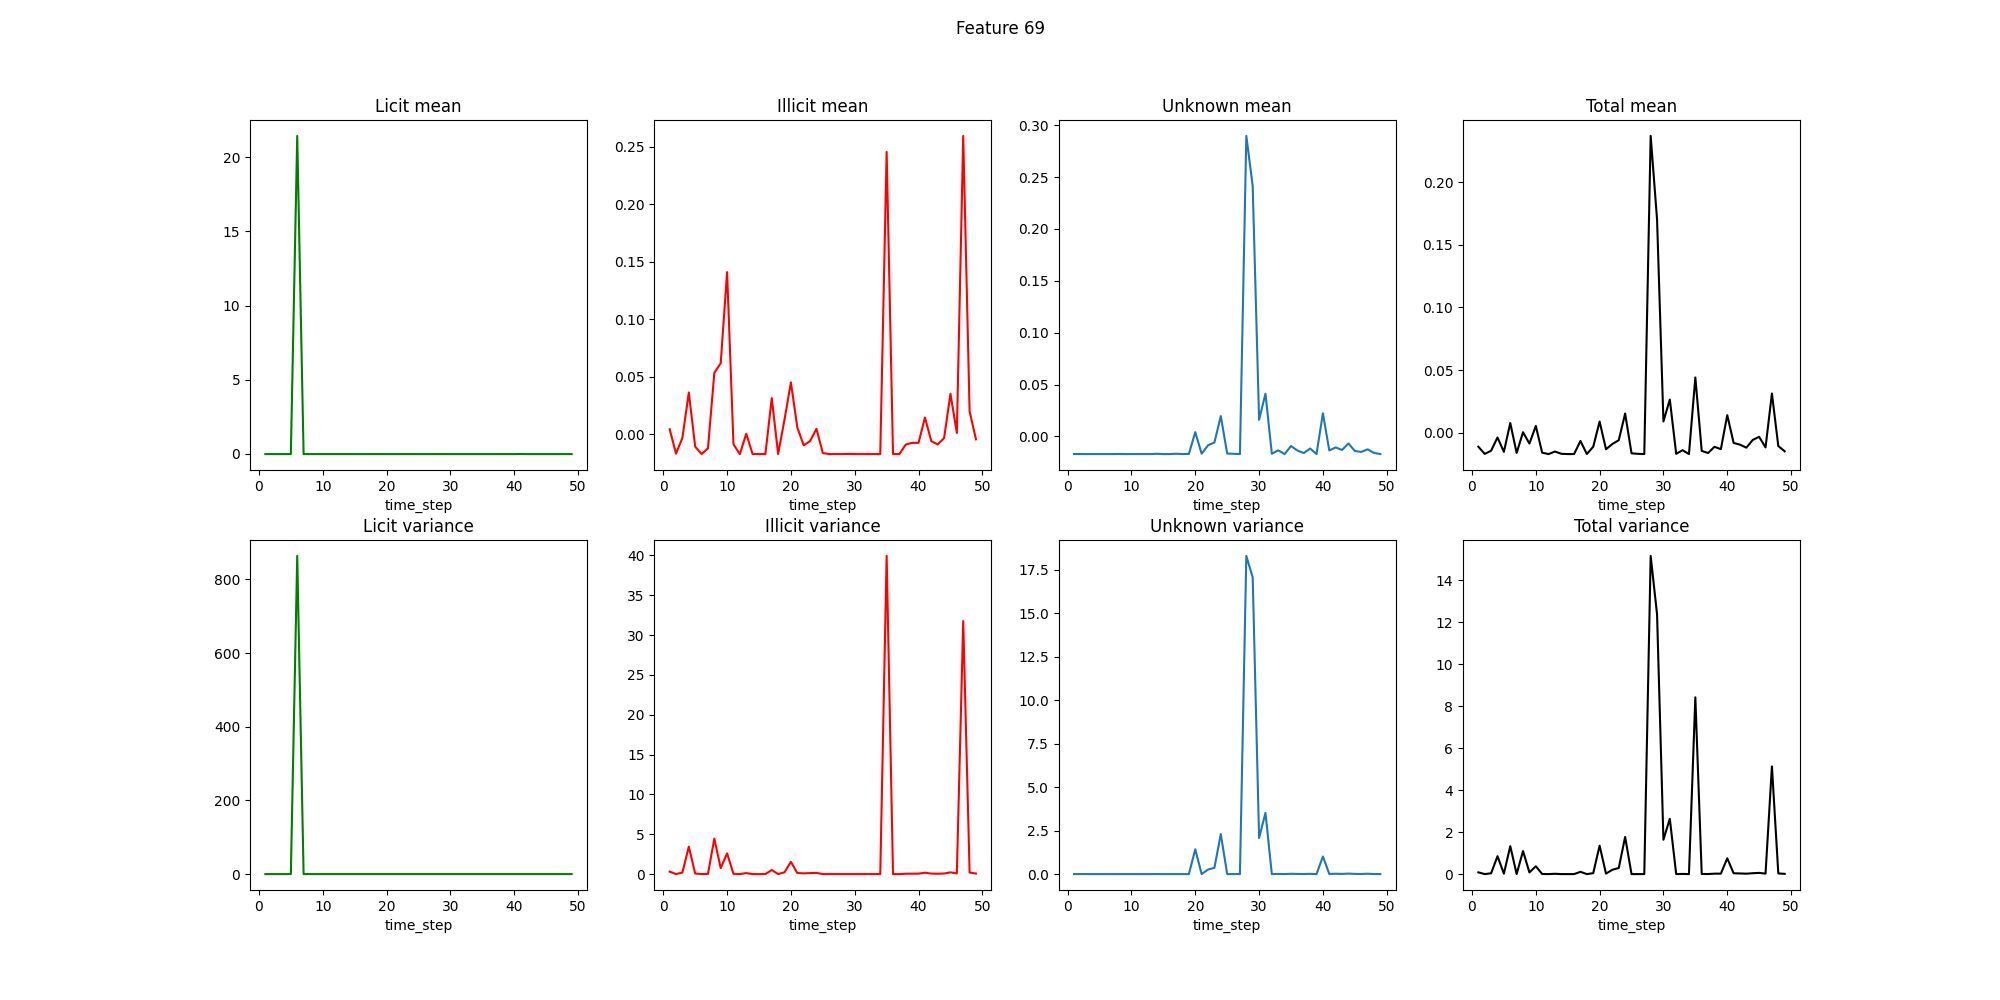 Feature 69
Licit mean
Illicit mean
Unknown mean
Total mean
20
15
10
5
0
0.25
0.20
0.15
0.10
0.05
0.00
0.30
0.25
0.20
0.15
0.10
0.05
0.00
0.20
0.15
0.10
0.05
0.00
0 10 20 30 40 50
0 10 20 30 40 50
0 10 20 30 40 50
0 10 20 30 40 50
time_step
time_step
time_step
time_step
Licit variance
Illicit variance
Unknown variance
Total variance
800
600
400
200
0
40
35
30
25
20
15
10
5
0
17.5
15.0
12.5
10.0
7.5
5.0
2.5
0.0
14
12
10
8
6
4
2
0
0 10 20 30 40 50
0 10 20 30 40 50
0 10 20 30 40 50
0 10 20 30 40 50
time_step
time_step
time_step
time_step